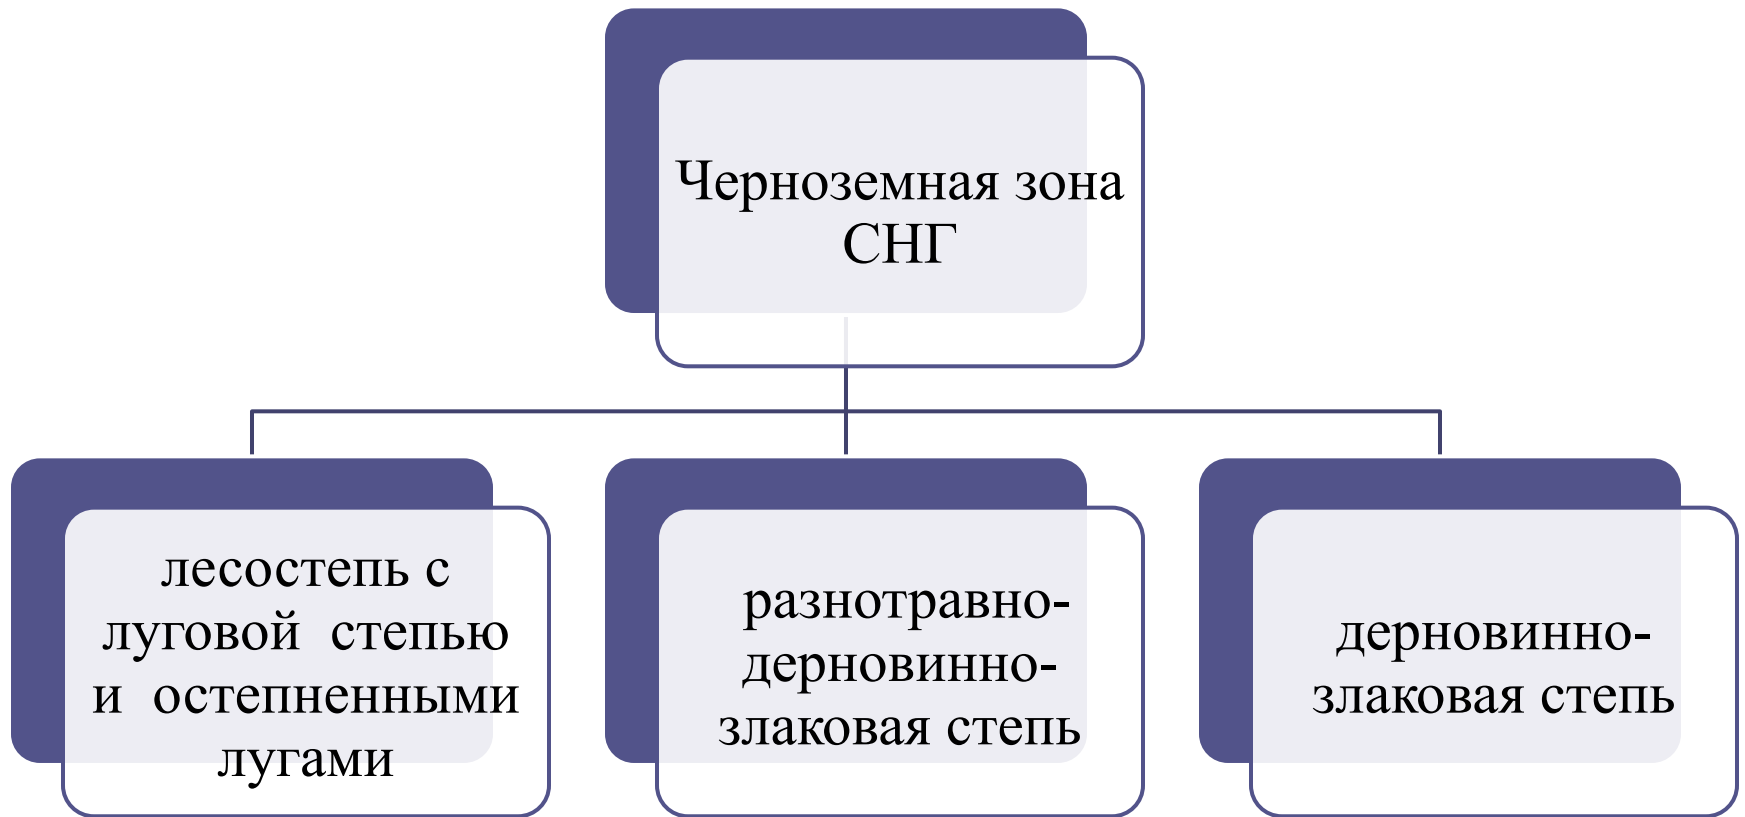 Черноземная зона
СНГ
лесостепь с
луговой степью
и остепненными
лугами
разнотравно-
дерновинно-
злаковая степь
дерновинно-
злаковая степь